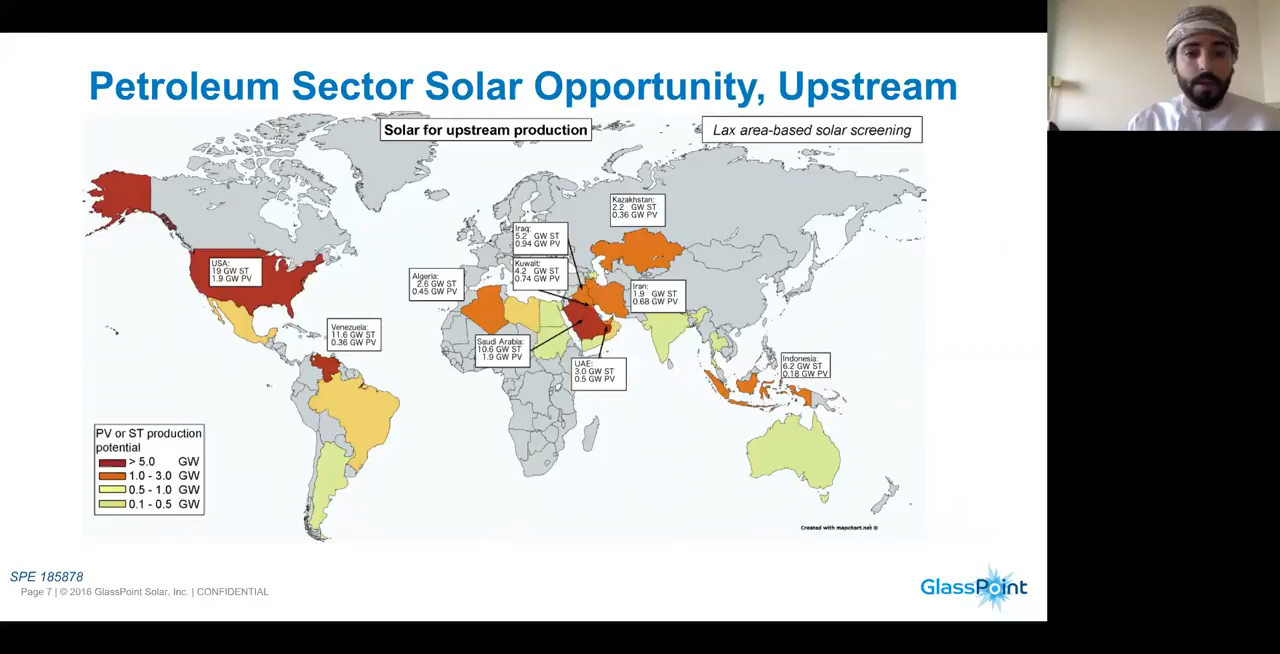 Petroleum Sector Solar Opportunity, Upstream
Solar for upstream production
Lax area-based solar screening
Kazakhstan:
2.2 GW ST
0.36 GW PV
Iraq:
5.2 GW ST
0.94 GW PV
USA:
19 GW ST
1.9 GW PV
Kuwait:
4.2 GW ST
0.74 GW PV
Algeria:
2.6 GW ST
0.45 GW PV
Iran:
1.9 GW ST
0.68 GW PV
Venezuela:
11.6 GW ST
0.36 GW PV
Saudi Arabia:
10.6 GW ST
1.9 GW PV
UAE:
3.0 GW ST
0.5 GW PV
Indonesia:
6.2 GW ST
0.18 GW PV
PV or ST production
potential
> 5.0 GW
1.0 - 3.0 GW
0.5 - 1.0 GW
0.1 - 0.5 GW
Created with mapchart.net ©
SPE 185878
Page 7 | © 2016 GlassPoint Solar, Inc. | CONFIDENTIAL
GlassPoint